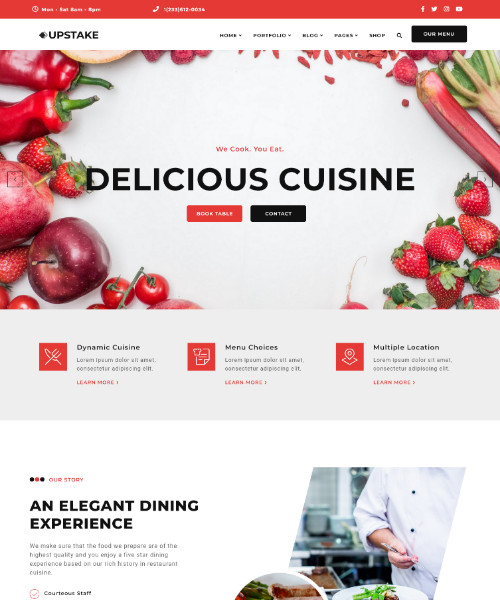 Mon - Sat 8am - 8pm
1(233)612-0034
UPSTAKE
HOME
PORTFOLIO
BLOG
PAGES
SHOP
OUR MENU
We Cook. You Eat.
DELICIOUS CUISINE
BOOK TABLE
CONTACT
Dynamic Cuisine
Lorem ipsum dolor sit amet,
consectetur adipiscing elit.
LEARN MORE
Menu Choices
Lorem ipsum dolor sit amet,
consectetur adipiscing elit.
LEARN MORE
Multiple Location
Lorem ipsum dolor sit amet,
consectetur adipiscing elit.
LEARN MORE
OUR STORY
AN ELEGANT DINING
EXPERIENCE
We make sure that the food we prepare are of the
highest quality and you enjoy a five star dining
experience based on our rich history in restaurant
cuisine.
Courteous Staff